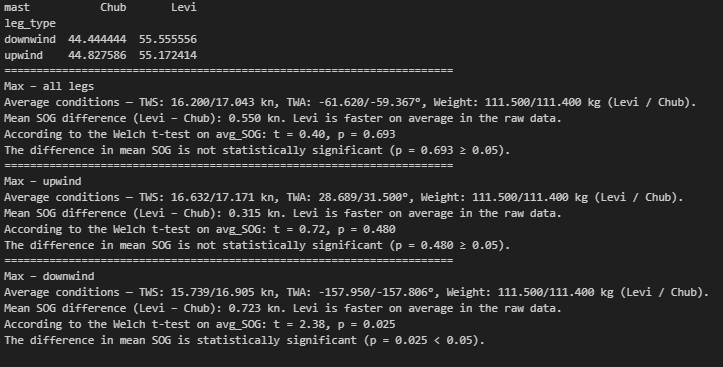 mast Chub Levi
leg_type
downwind 44.444444 55.555556
upwind 44.827586 55.172414
======================================================================
Max – all legs
Average conditions — TWS: 16.200/17.043 kn, TWA: -61.620/-59.367°, Weight: 111.500/111.400 kg (Levi / Chub).
Mean SOG difference (Levi – Chub): 0.550 kn. Levi is faster on average in the raw data.
According to the Welch t-test on avg_SOG: t = 0.40, p = 0.693
The difference in mean SOG is not statistically significant (p = 0.693 ≥ 0.05).
======================================================================
Max – upwind
Average conditions — TWS: 16.632/17.171 kn, TWA: 28.689/31.500°, Weight: 111.500/111.400 kg (Levi / Chub).
Mean SOG difference (Levi – Chub): 0.315 kn. Levi is faster on average in the raw data.
According to the Welch t-test on avg_SOG: t = 0.72, p = 0.480
The difference in mean SOG is not statistically significant (p = 0.480 ≥ 0.05).
======================================================================
Max – downwind
Average conditions — TWS: 15.739/16.905 kn, TWA: -157.950/-157.806°, Weight: 111.500/111.400 kg (Levi / Chub).
Mean SOG difference (Levi – Chub): 0.723 kn. Levi is faster on average in the raw data.
According to the Welch t-test on avg_SOG: t = 2.38, p = 0.025
The difference in mean SOG is statistically significant (p = 0.025 < 0.05).